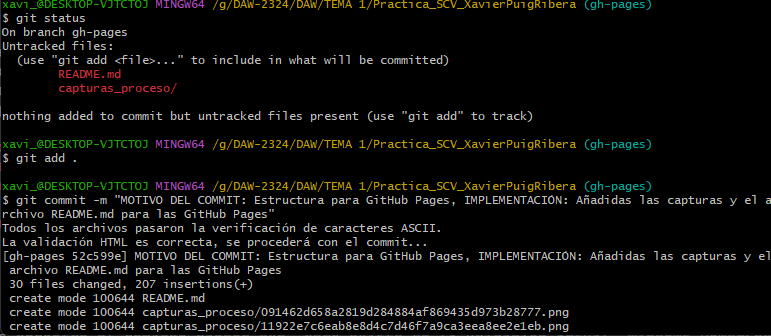 xavi_@DESKTOP-VJTCTOJ MINGW64 /g/DAW-2324/DAW/TEMA 1/Practica_SCV_XavierPuigRibera (gh-pages)
$ git status
On branch gh-pages
Untracked files:
  (use "git add <file>..." to include in what will be committed)
        README.md
        capturas_proceso/

nothing added to commit but untracked files present (use "git add" to track)

xavi_@DESKTOP-VJTCTOJ MINGW64 /g/DAW-2324/DAW/TEMA 1/Practica_SCV_XavierPuigRibera (gh-pages)
$ git add .

xavi_@DESKTOP-VJTCTOJ MINGW64 /g/DAW-2324/DAW/TEMA 1/Practica_SCV_XavierPuigRibera (gh-pages)
$ git commit -m "MOTIVO DEL COMMIT: Estructura para GitHub Pages, IMPLEMENTACIÓN: Añadidas las capturas y el a
rchivo README.md para las GitHub Pages"
Todos los archivos pasaron la verificación de caracteres ASCII.
La validación HTML es correcta, se procederá con el commit...
[gh-pages 52c599e] MOTIVO DEL COMMIT: Estructura para GitHub Pages, IMPLEMENTACIÓN: Añadidas las capturas y el
 archivo README.md para las GitHub Pages
 30 files changed, 207 insertions(+)
 create mode 100644 README.md
 create mode 100644 capturas_proceso/091462d658a2819d284884af869435d973b28777.png
 create mode 100644 capturas_proceso/11922e7c6eab8e8d4c7d46f7a9ca3eea8ee2e1eb.png